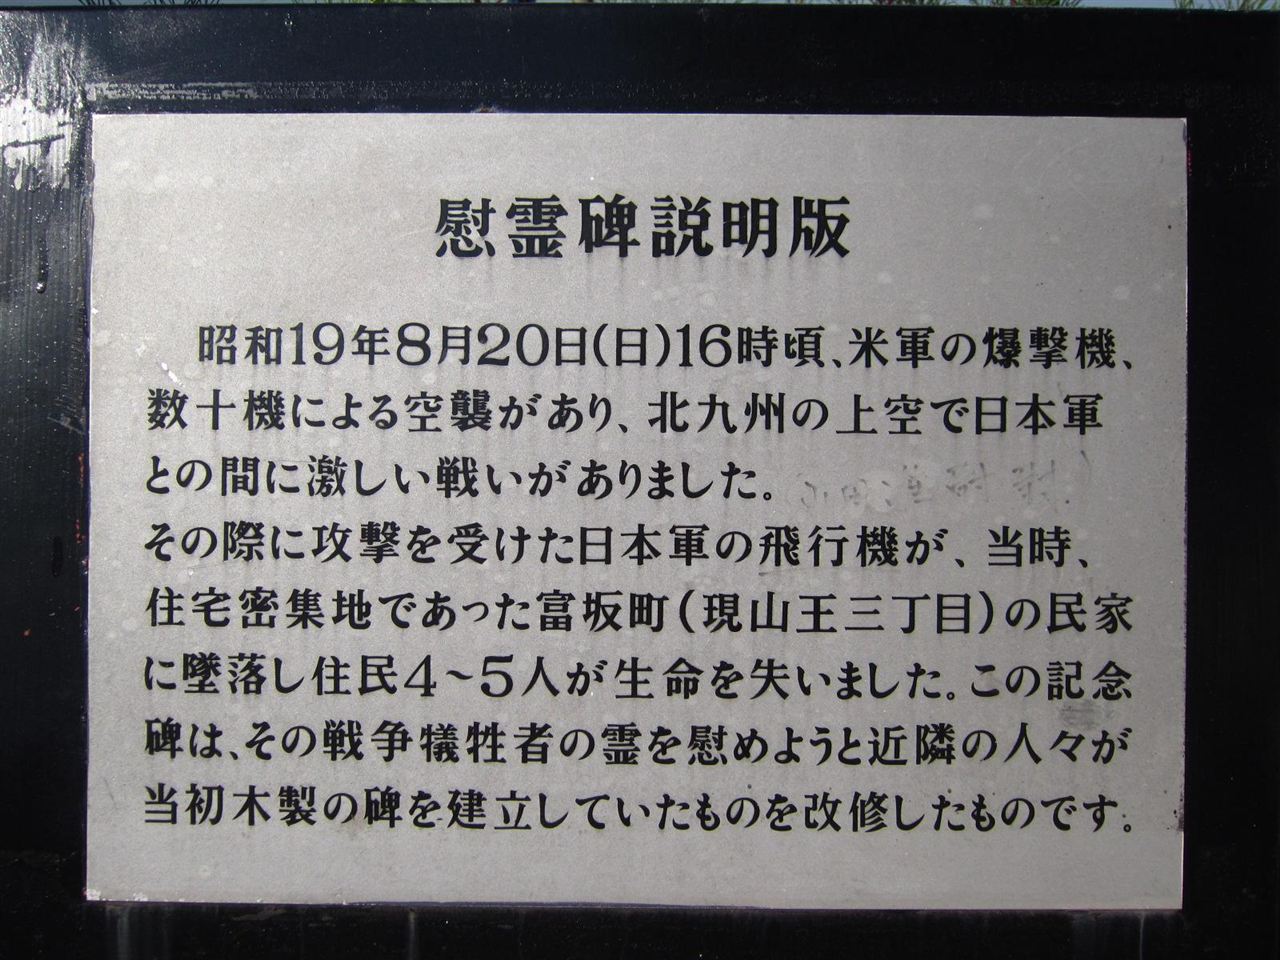 慰霊碑説明版
昭和19年8月20日(日)16時頃、米軍の爆撃機、
数十機による空襲があり、北九州の上空で日本軍
との間に激しい戦いがありました。
その際に攻撃を受けた日本軍の飛行機が、当時、
住宅密集地であった富坂町(現山王三丁目)の民家
に墜落し住民4~5人が生命を失いました。この記念
碑は、その戦争犠牲者の霊を慰めようと近隣の人々が
当初木製の碑を建立していたものを改修したものです。